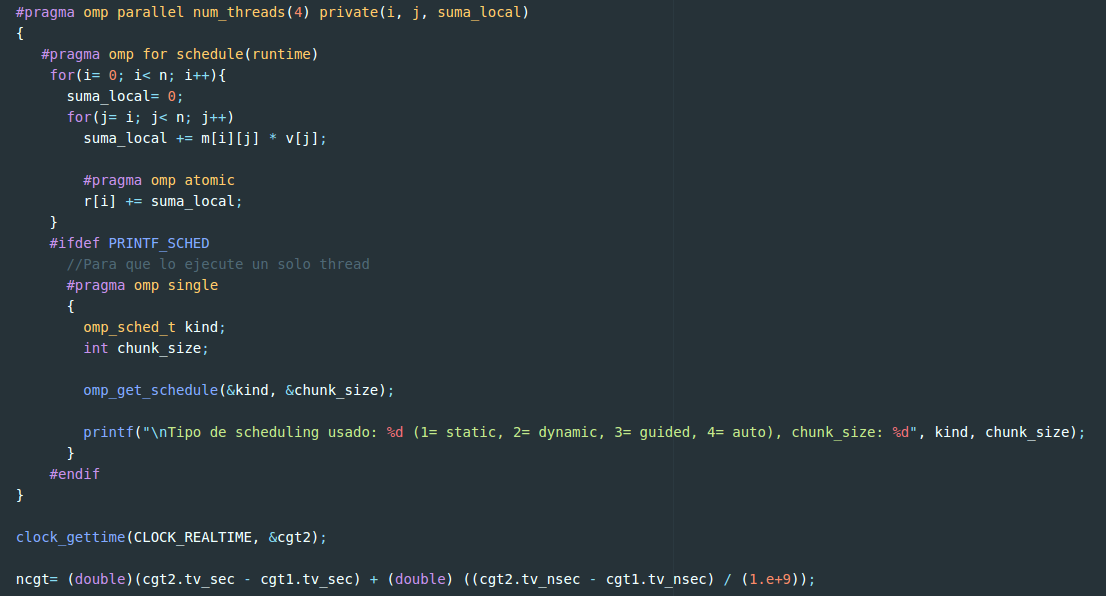 #pragma omp parallel num_threads(4) private(i, j, suma_local)
{
   #pragma omp for schedule(runtime)
    for(i= 0; i< n; i++){
      suma_local= 0;
      for(j= i; j< n; j++)
        suma_local += m[i][j] * v[j];

        #pragma omp atomic
        r[i] += suma_local;
    }
    #ifdef PRINTF_SCHED
      //Para que lo ejecute un solo thread
      #pragma omp single
      {
        omp_sched_t kind;
        int chunk_size;

        omp_get_schedule(&kind, &chunk_size);

        printf("\nTipo de scheduling usado: %d (1= static, 2= dynamic, 3= guided, 4= auto), chunk_size: %d", kind, chunk_size);
      }
    #endif
}

clock_gettime(CLOCK_REALTIME, &cgt2);

ncgt= (double)(cgt2.tv_sec - cgt1.tv_sec) + (double) ((cgt2.tv_nsec - cgt1.tv_nsec) / (1.e+9));